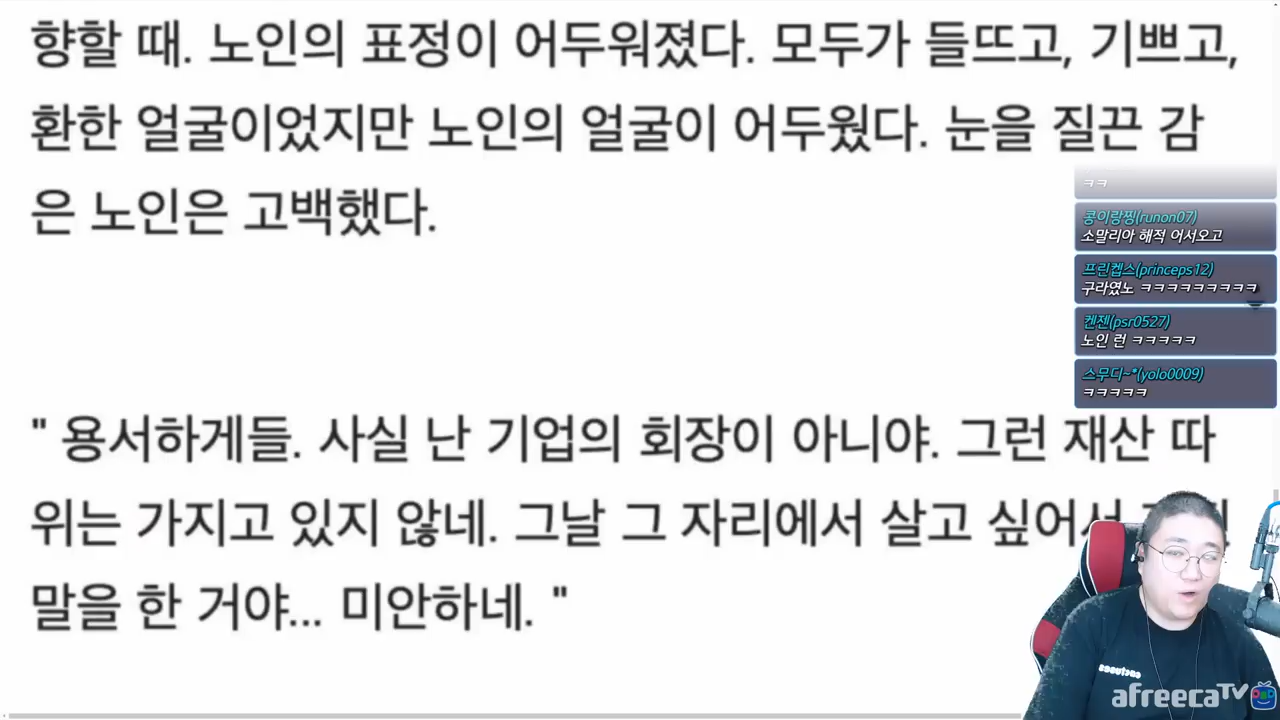 향할 때. 노인의 표정이 어두워졌다. 모두가 들뜨고, 기쁘고,
환한 얼굴이었지만 노인의 얼굴이 어두웠다. 눈을 질끈 감
은 노인은 고백했다.
ㅋㅋ
콩이랑찡(runon07)
소말리아 해적 어서오고
프린켑스(princeps12)
구라였노 ㅋㅋㅋㅋㅋㅋㅋㅋㅋ
켄젠(psr0527)
노인 런 ㅋㅋㅋㅋㅋ
스무디~*(yolo0009)
ㅋㅋㅋㅋㅋ
" 용서하게들. 사실 난 기업의 회장이 아니야. 그런 재산 따
위는 가지고 있지 않네. 그날 그 자리에서 살고 싶어서
말을 한 거야... 미안하네. "
afreecaTV